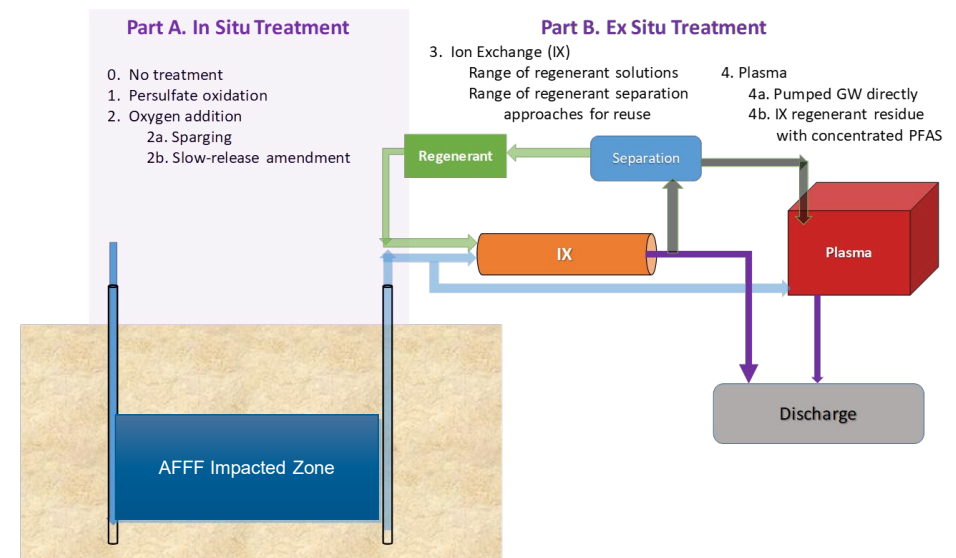 Part A. In Situ Treatment
0. No treatment
1. Persulfate oxidation
2. Oxygen addition
2a. Sparging
2b. Slow-release amendment
Part B. Ex Situ Treatment
3. Ion Exchange (IX)
Range of regenerant solutions
Range of regenerant separation
approaches for reuse
4. Plasma
4a. Pumped GW directly
4b. IX regenerant residue
with concentrated PFAS
Regenerant
Separation
IX
Plasma
Discharge
AFFF Impacted Zone